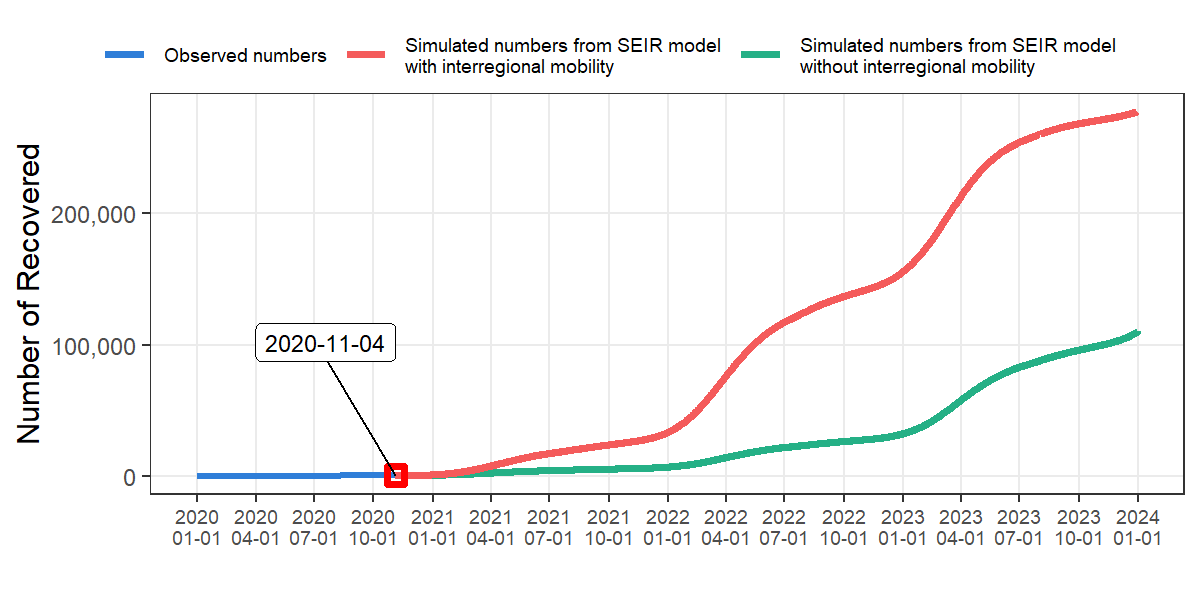 Observed numbers
Simulated numbers from SEIR model
with interregional mobility
Simulated numbers from SEIR model
without interregional mobility
Number of Recovered
200,000
100,000
0
2020-11-04
2020 2020 2020 2020 2021 2021 2021 2021 2022 2022 2022 2022 2023 2023 2023 2023 2024
01-01 04-01 07-01 10-01 01-01 04-01 07-01 10-01 01-01 04-01 07-01 10-01 01-01 04-01 07-01 10-01 01-01